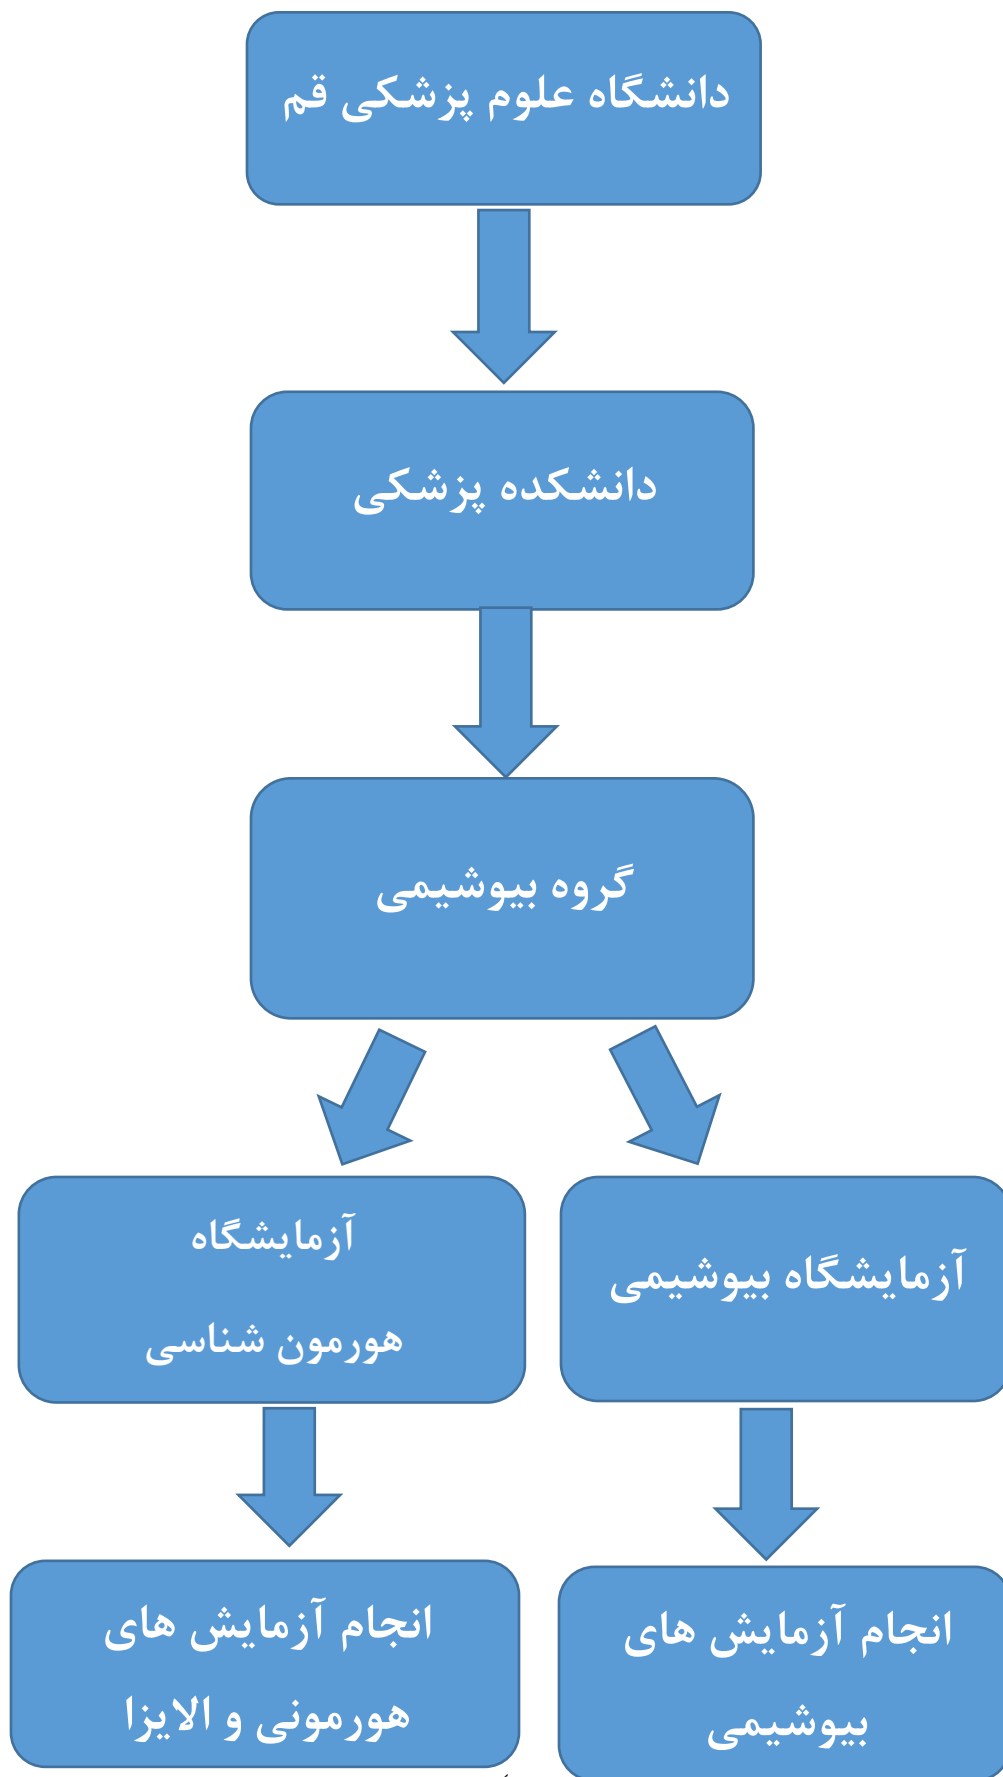 دانشگاه علوم پزشکی قم
دانشکده پزشکی
گروه بیوشیمی
آزمایشگاه بیوشیمی
آزمایشگاه
هورمون شناسی
انجام آزمایش های
بیوشیمی
انجام آزمایش های
هورمونی و الایزا